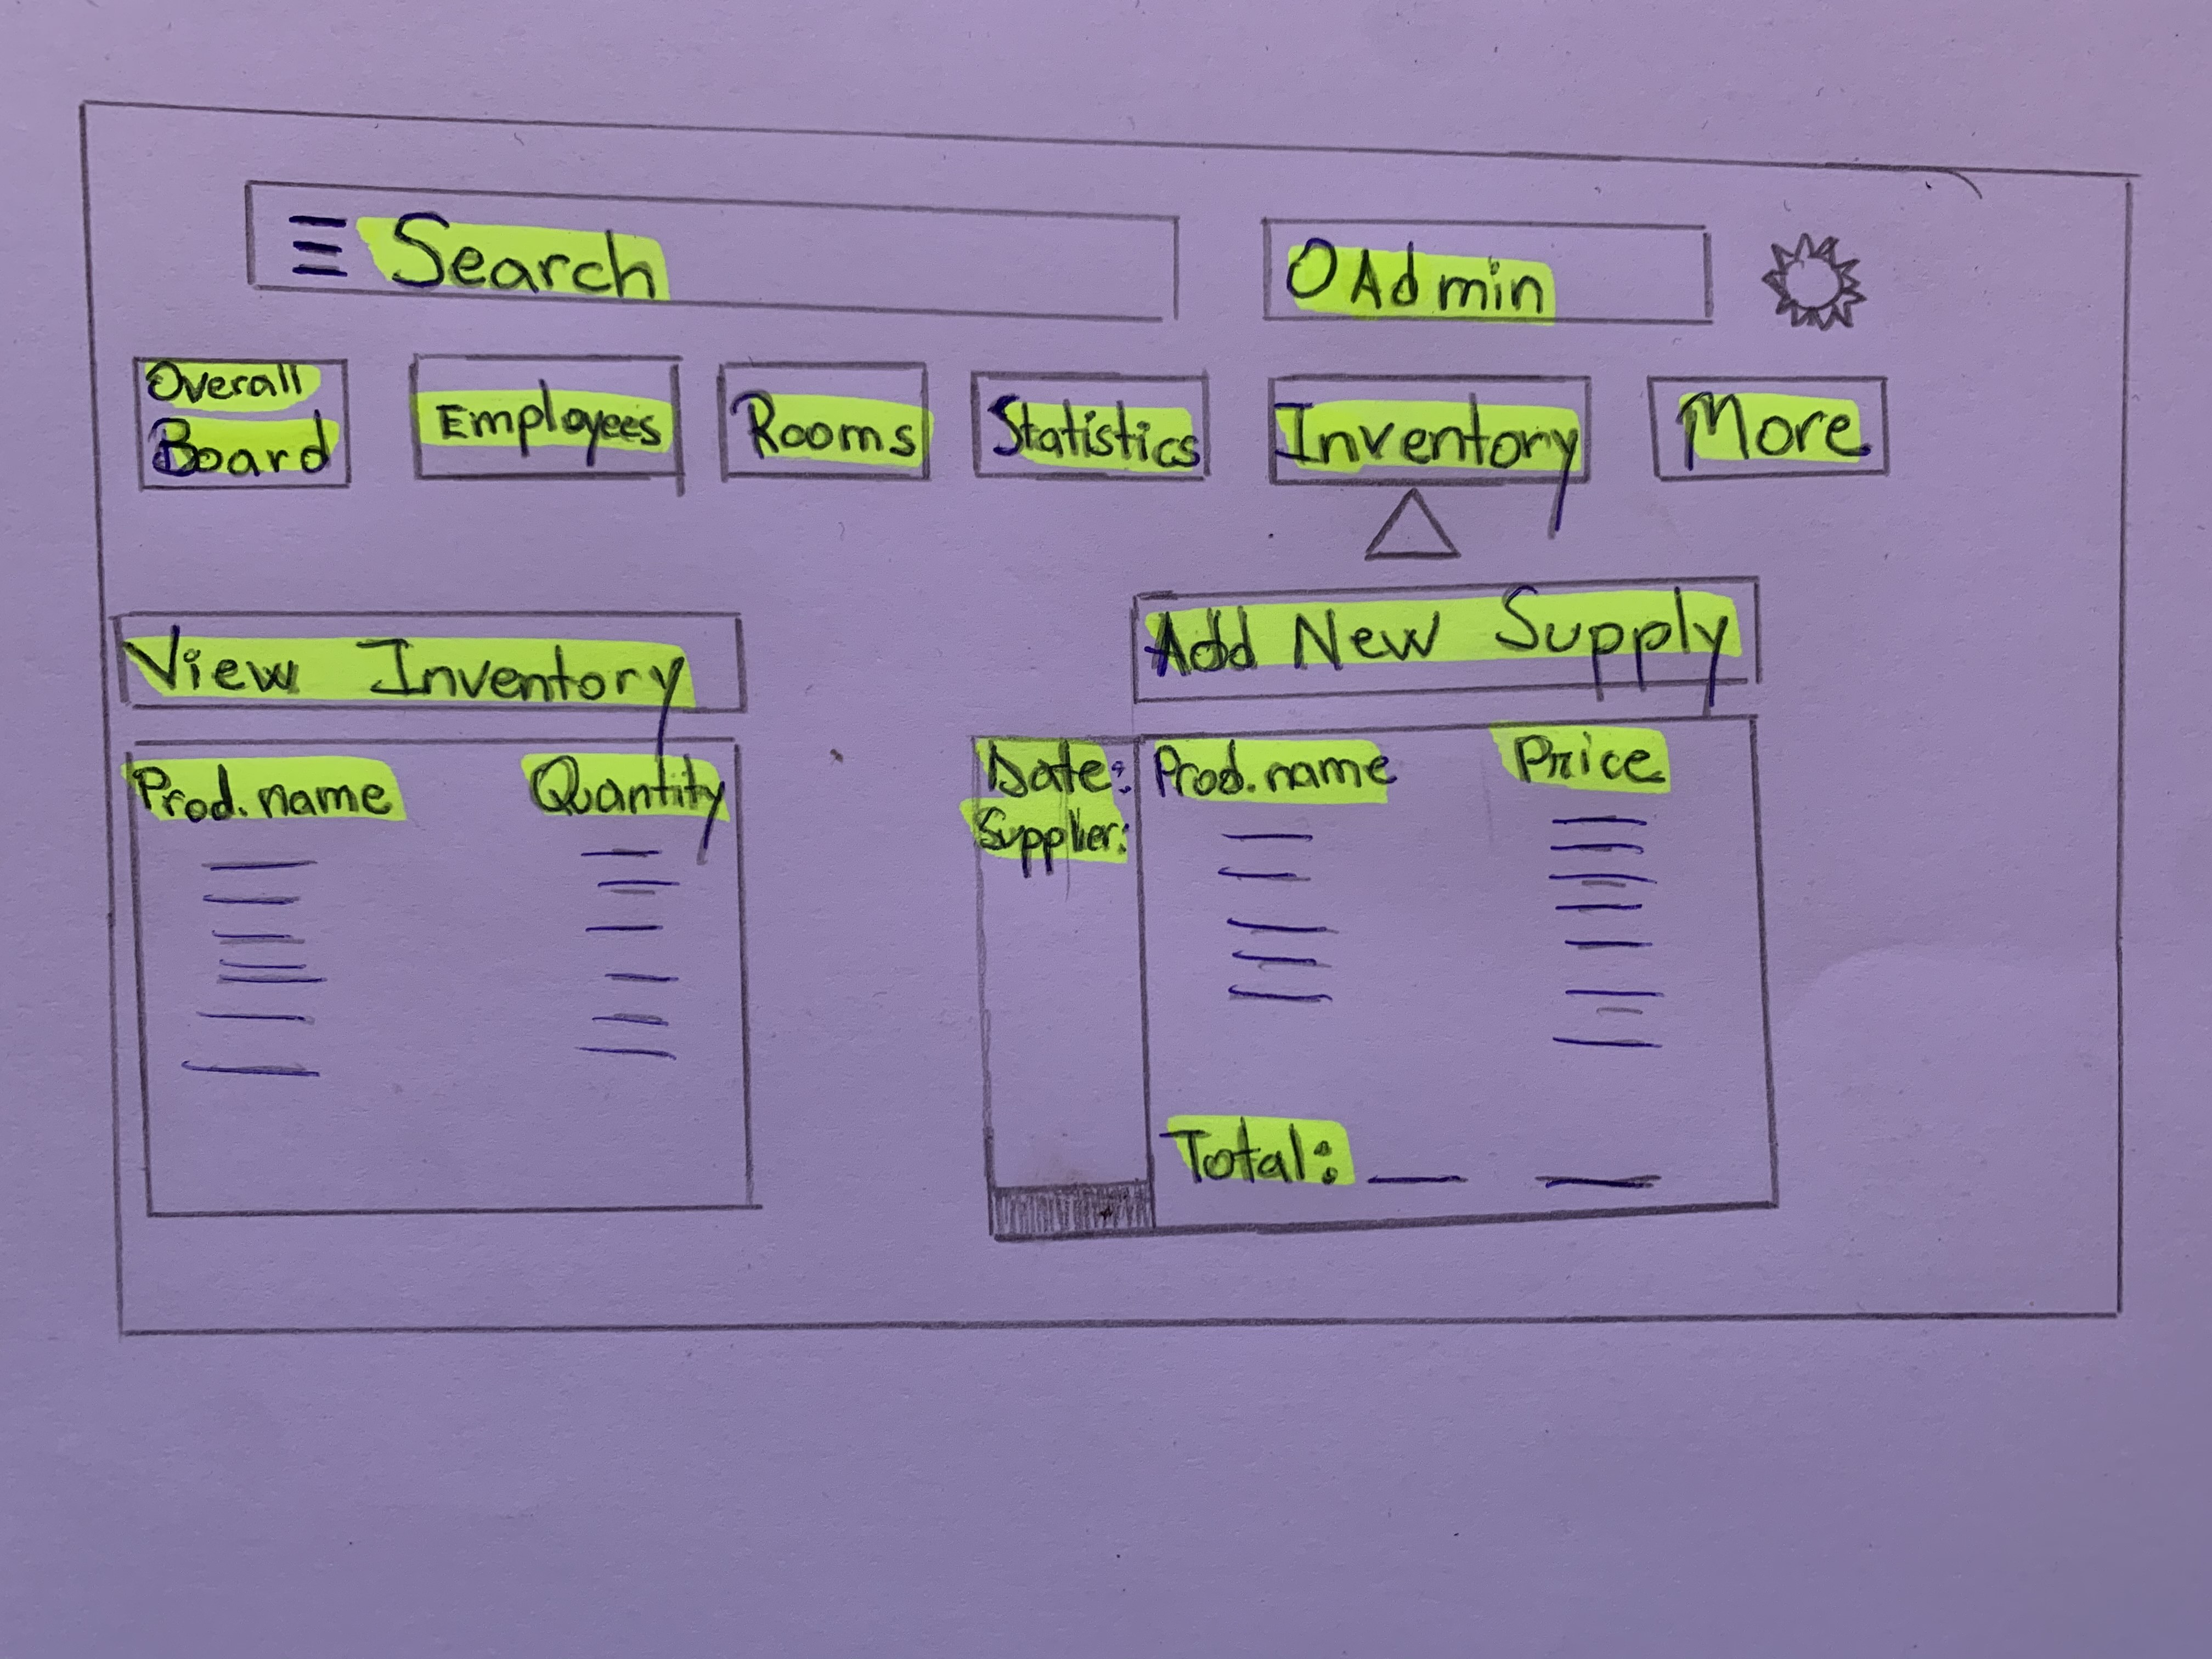 Search
Admin
Overall
Board
Employees
Rooms
Statistics
Inventory
More
View Inventory
Prod. name Quantity
Add New Supply
Date:
Supplier:
Prod. name Price
Total: